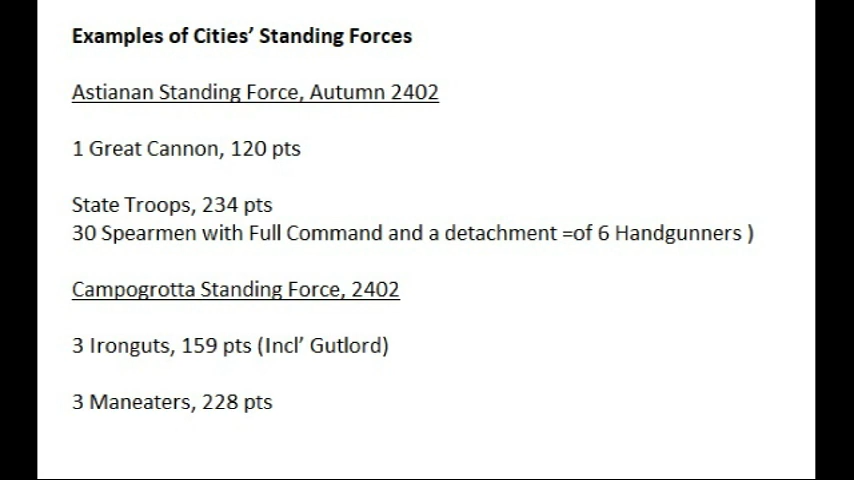 Examples of Cities’ Standing Forces
Astianan Standing Force, Autumn 2402
1 Great Cannon, 120 pts
State Troops, 234 pts
30 Spearmen with Full Command and a detachment =of 6 Handgunners )
Campogrotta Standing Force, 2402
3 Ironguts, 159 pts (Incl’ Gutlord)
3 Maneaters, 228 pts